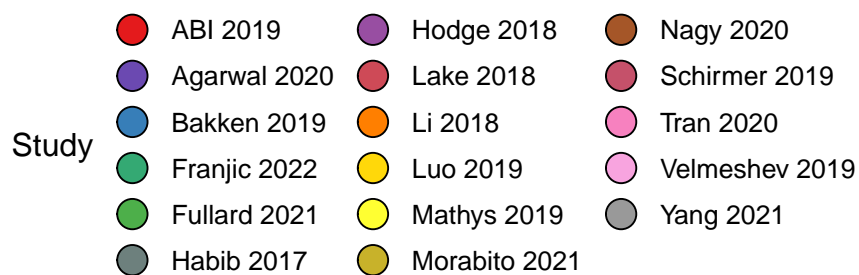 Study
ABI 2019
Agarwal 2020
Bakken 2019
Franjic 2022
Fullard 2021
Habib 2017
Hodge 2018
Lake 2018
Li 2018
Luo 2019
Mathys 2019
Morabito 2021
Nagy 2020
Schirmer 2019
Tran 2020
Velmeshev 2019
Yang 2021